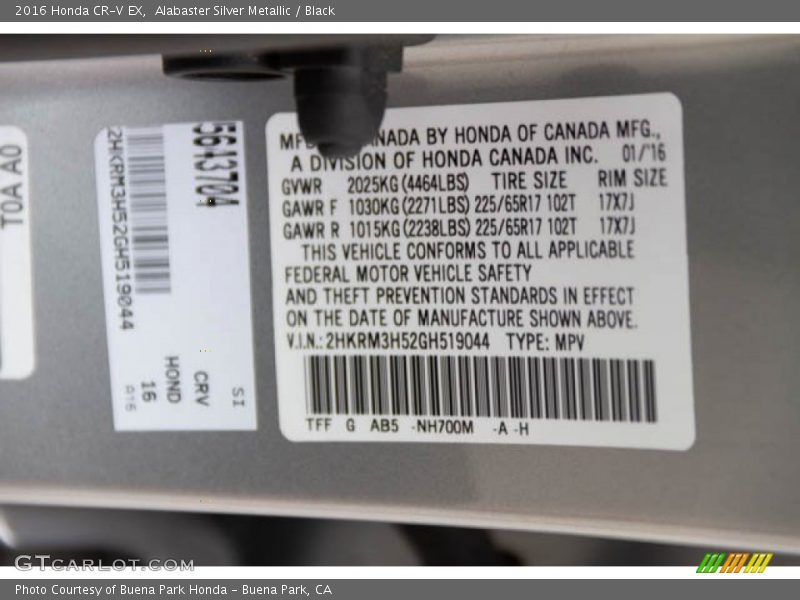 2016 Honda CR-V EX, Alabaster Silver Metallic / Black
T0A A0
5613704
2HKRM3H52GH519044
SI
CRV
HOND
16
A16
CANADA BY HONDA OF CANADA MFG.,
A DIVISION OF HONDA CANADA INC. 01/16
GVWR 2025KG(4464LBS) TIRE SIZE RIM SIZE
GAWR F 1030KG(2271LBS) 225/65R17 102T 17X7J
GAWR R 1015KG(2238LBS) 225/65R17 102T 17X7J
THIS VEHICLE CONFORMS TO ALL APPLICABLE
FEDERAL MOTOR VEHICLE SAFETY
AND THEFT PREVENTION STANDARDS IN EFFECT
ON THE DATE OF MANUFACTURE SHOWN ABOVE.
V.I.N.: 2HKRM3H52GH519044 TYPE: MPV
TFF G AB5 -NH700M -A -H
GTCARLOT.COM
Photo Courtesy of Buena Park Honda - Buena Park, CA